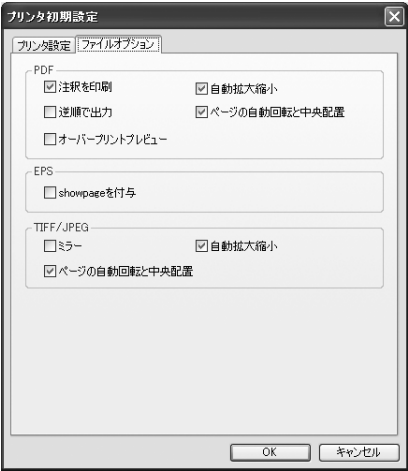 プリンタ初期設定
プリンタ設定 ファイルオプション
PDF
注釈を印刷 自動拡大縮小
逆順で出力 ページの自動回転と中央配置
オーバープリントプレビュー
EPS
showpageを付与
TIFF/JPEG
ミラー 自動拡大縮小
ページの自動回転と中央配置
OK キャンセル